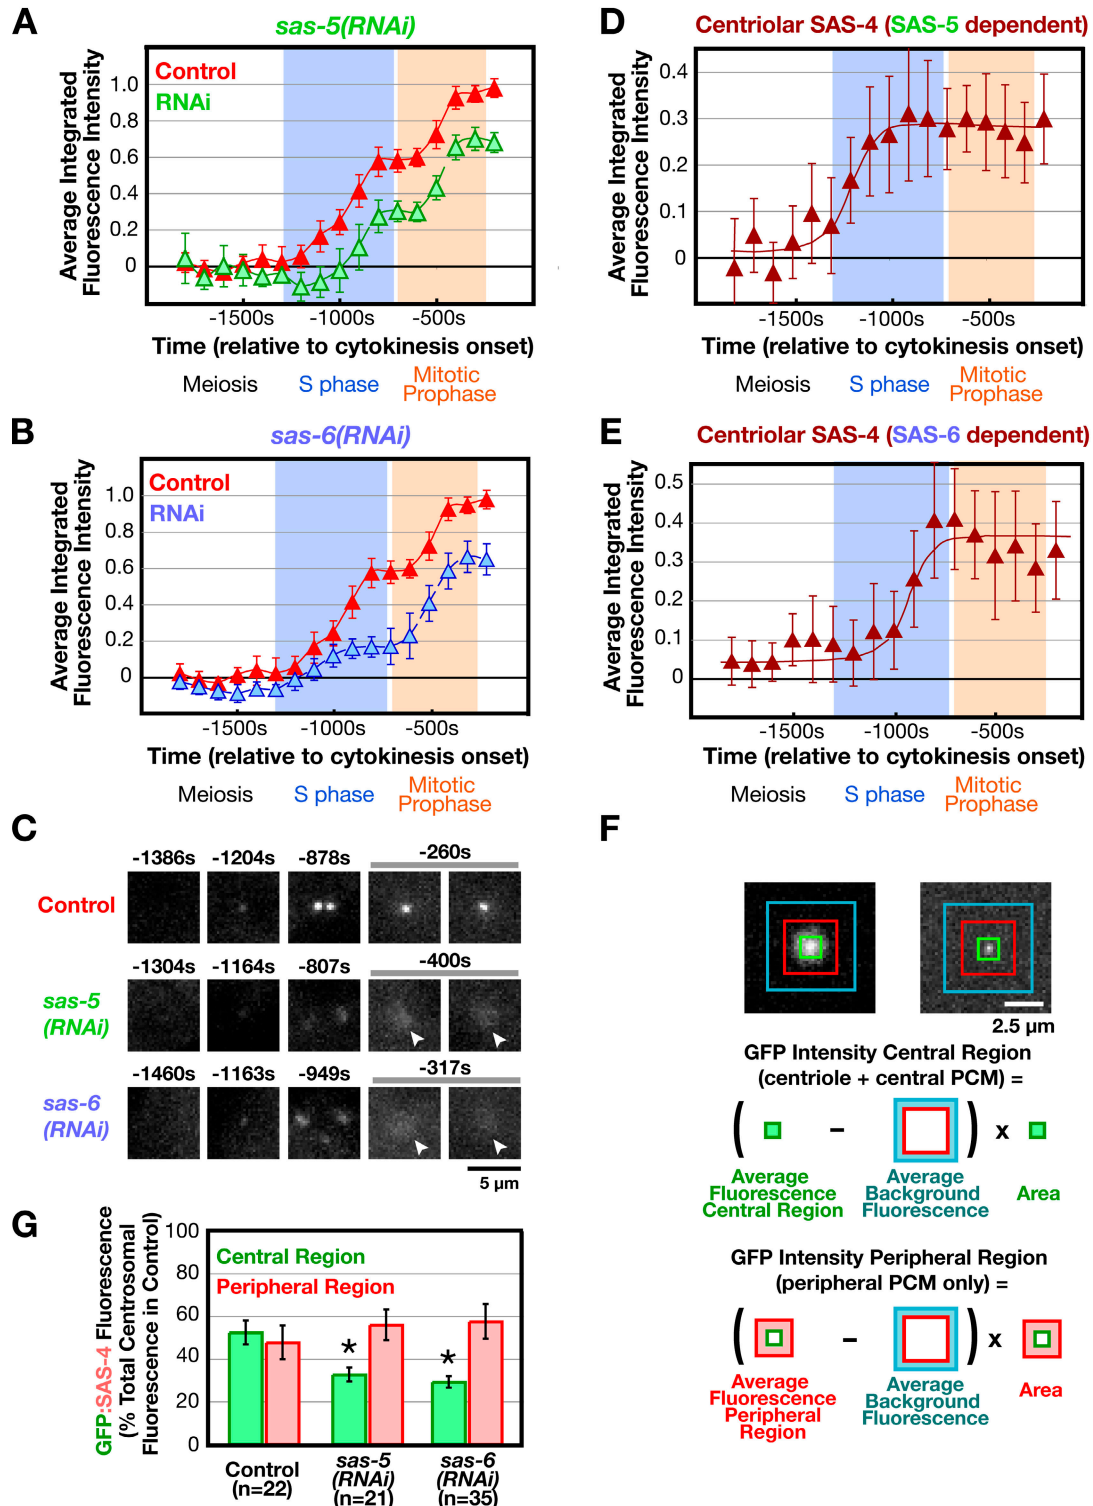 A
sas-5(RNAi)
Average Integrated
Fluorescence Intensity
Control
RNAi
1.0
0.8
0.6
0.4
0.2
0
-1500s -1000s -500s
Time (relative to cytokinesis onset)
Meiosis S phase Mitotic
Prophase
D
Centriolar SAS-4 (SAS-5 dependent)
Average Integrated
Fluorescence Intensity
0.4
0.3
0.2
0.1
0
-1500s -1000s -500s
Time (relative to cytokinesis onset)
Meiosis S phase Mitotic
Prophase
B
sas-6(RNAi)
Average Integrated
Fluorescence Intensity
Control
RNAi
1.0
0.8
0.6
0.4
0.2
0
-1500s -1000s -500s
Time (relative to cytokinesis onset)
Meiosis S phase Mitotic
Prophase
E
Centriolar SAS-4 (SAS-6 dependent)
Average Integrated
Fluorescence Intensity
0.5
0.4
0.3
0.2
0.1
0
-1500s -1000s -500s
Time (relative to cytokinesis onset)
Meiosis S phase Mitotic
Prophase
C
-1386s -1204s -878s -260s
Control
-1304s -1164s -807s -400s
sas-5
(RNAi)
-1460s -1163s -949s -317s
sas-6
(RNAi)
5 µm
F
2.5 µm
GFP Intensity Central Region
(centriole + central PCM) =
( – ) x
Average
Fluorescence
Central Region
Average
Background
Fluorescence
Area
GFP Intensity Peripheral Region
(peripheral PCM only) =
( – ) x
Average
Fluorescence
Peripheral
Region
Average
Background
Fluorescence
Area
G
GFP:SAS-4 Fluorescence
(% Total Centrosomal
Fluorescence in Control)
100
80
60
40
20
0
Central Region
Peripheral Region
* *
Control
(n=22)
sas-5
(RNAi)
(n=21)
sas-6
(RNAi)
(n=35)